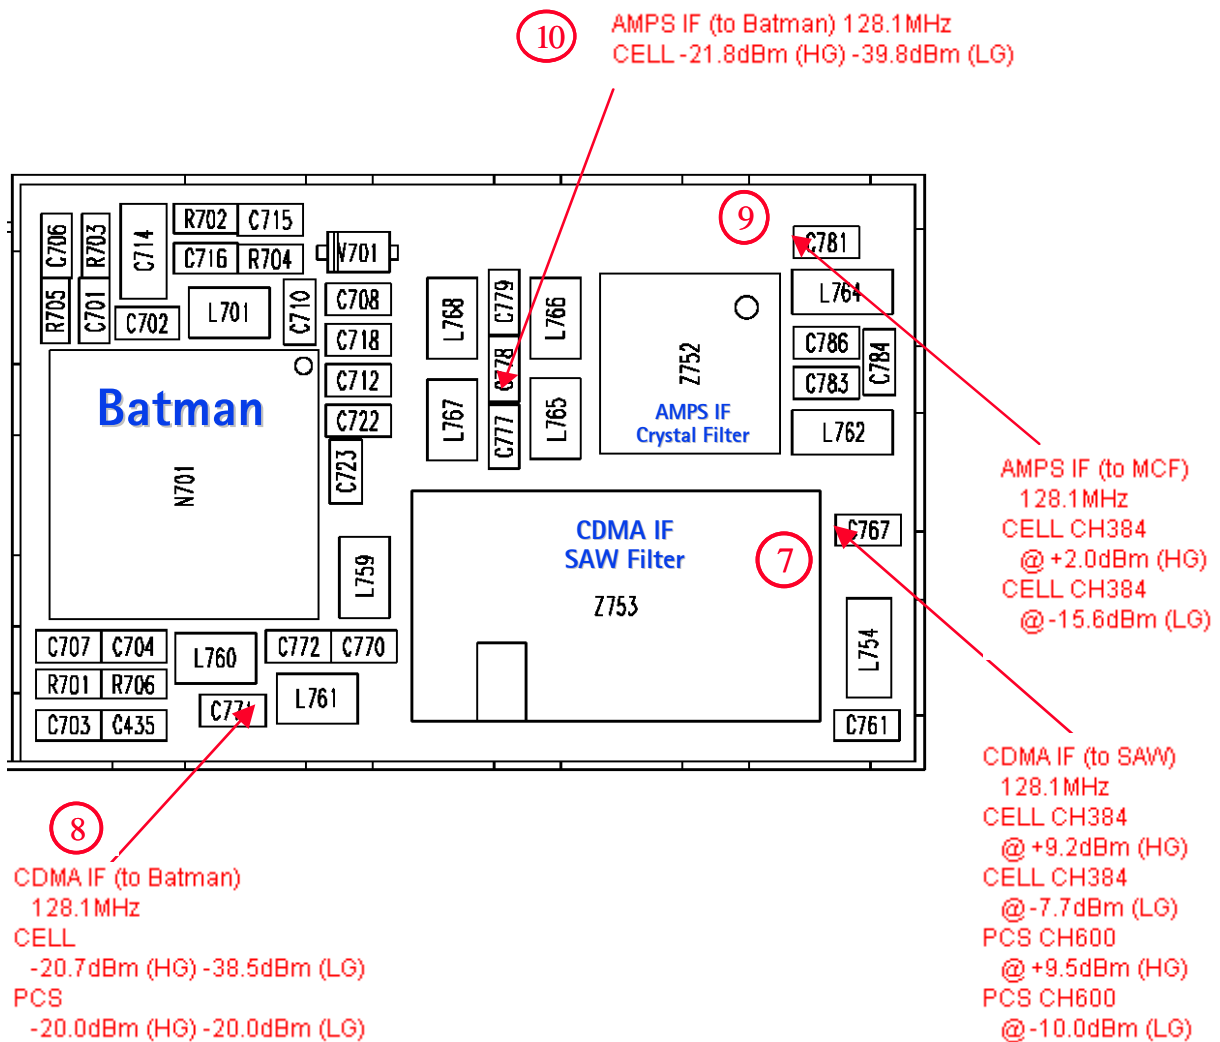 10
AMPS IF (to Batman) 128.1MHz
CELL -21.8dBm (HG) -39.8dBm (LG)
9
C706
R703
C714
R702 C715
C716 R704
V701
C781
L764
R705
C701
C702
L701
C710
C708
C718
C712
C722
C723
L768
C779
L766
C778
L767
C777
L765
Z752
AMPS IF
Crystal Filter
C786
C783
C784
L762
Batman
N701
L759
CDMA IF
SAW Filter
Z753
7
C767
L754
C761
AMPS IF (to MCF)
128.1MHz
CELL CH384
@ +2.0dBm (HG)
CELL CH384
@ -15.6dBm (LG)
C707 C704
R701 R706
C703 C435
L760
C772 C770
C771
L761
8
CDMA IF (to Batman)
128.1MHz
CELL
-20.7dBm (HG) -38.5dBm (LG)
PCS
-20.0dBm (HG) -20.0dBm (LG)
CDMA IF (to SAW)
128.1MHz
CELL CH384
@ +9.2dBm (HG)
CELL CH384
@ -7.7dBm (LG)
PCS CH600
@ +9.5dBm (HG)
PCS CH600
@ -10.0dBm (LG)